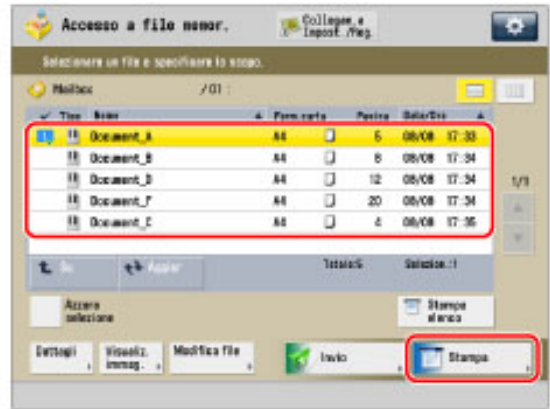 Accesso a file memor.
Collegam. a
Impost./Reg.
Selezionare un file e specificare lo scopo.
Mailbox /01 :
Tipo Nome Form.carta Pagina Data/Ora
1 Document_A A4 6 08/08 17:33
Document_B A4 8 08/08 17:34
Document_D A4 12 08/08 17:34
Document_F A4 20 08/08 17:34
Document_C A4 4 08/08 17:35
1/1
Su Aggior Totale:5 Selezion.:1
Azzera
selezione
Stampa
elenco
Dettagli
Visualiz.
immag.
Modifica file
Invio
Stampa